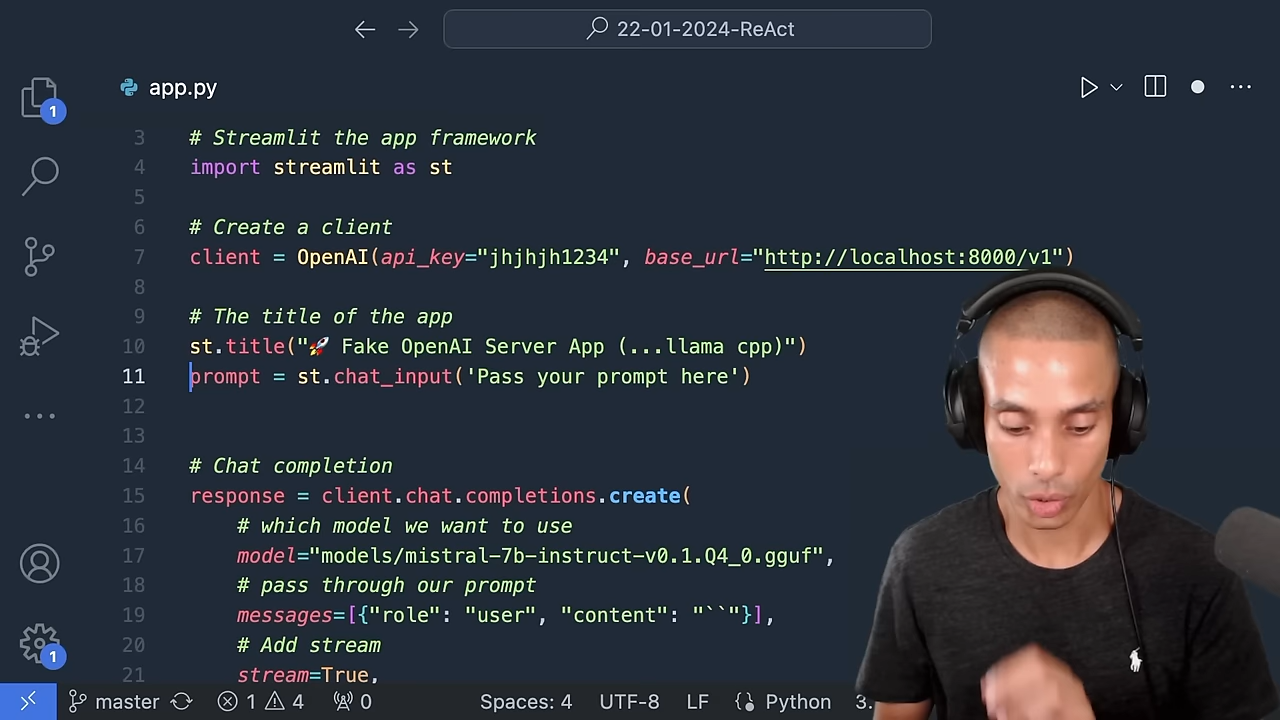 22-01-2024-ReAct
app.py
1
3 # Streamlit the app framework
4 import streamlit as st
5
6 # Create a client
7 client = OpenAI(api_key="jhjhjh1234", base_url="http://localhost:8000/v1")
8
9 # The title of the app
10 st.title("🚀 Fake OpenAI Server App (...llama cpp)")
11 prompt = st.chat_input('Pass your prompt here')
12
13
14 # Chat completion
15 response = client.chat.completions.create(
16 # which model we want to use
17 model="models/mistral-7b-instruct-v0.1.Q4_0.gguf",
18 # pass through our prompt
19 messages=[{"role": "user", "content": "``"}],
20 # Add stream
21 stream=True,
1
master 1 4 0 Spaces: 4 UTF-8 LF Python 3.